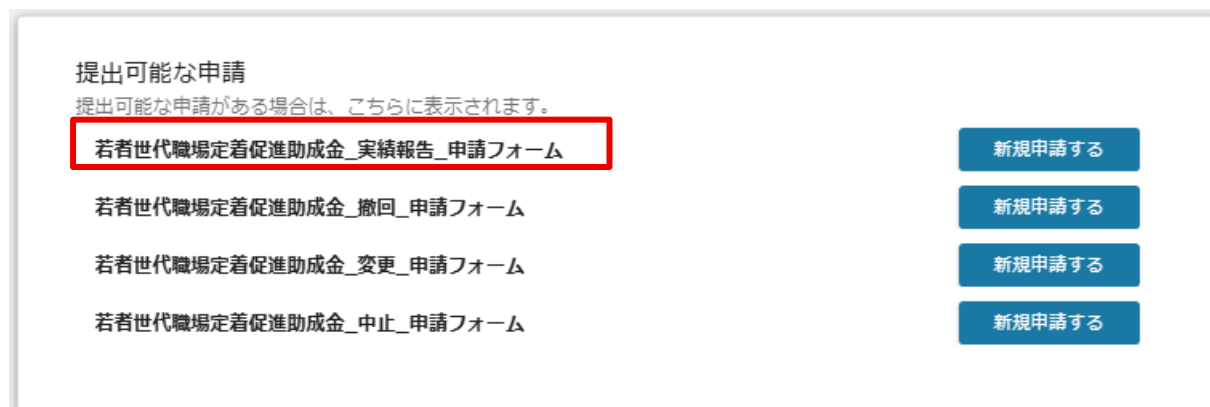 提出可能な申請
提出可能な申請がある場合は、こちらに表示されます。
若者世代職場定着促進助成金_実績報告_申請フォーム 新規申請する
若者世代職場定着促進助成金_撤回_申請フォーム 新規申請する
若者世代職場定着促進助成金_変更_申請フォーム 新規申請する
若者世代職場定着促進助成金_中止_申請フォーム 新規申請する